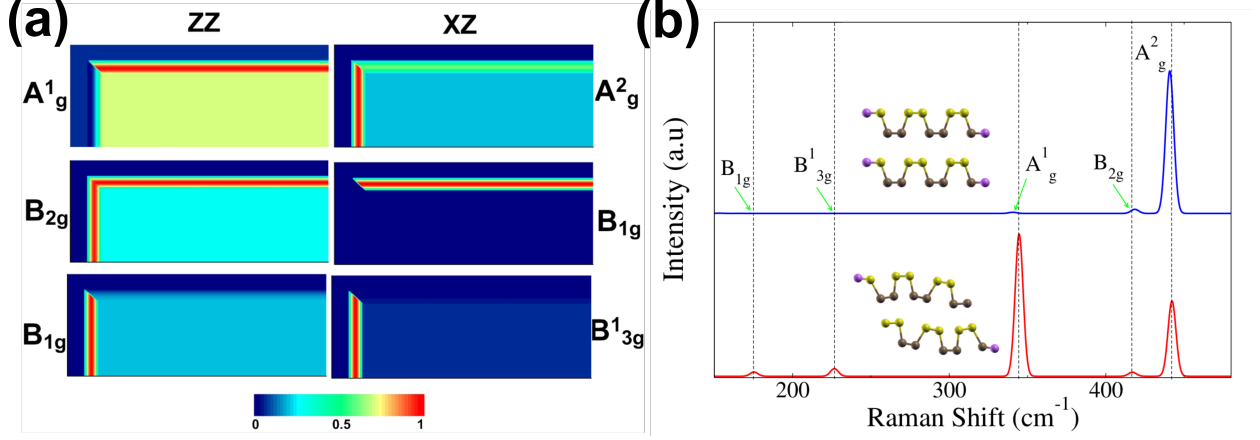 (a)
ZZ
XZ
A¹g
A²g
B2g
B1g
B1g
B¹3g
0
0.5
1
(b)
Intensity (a.u)
B1g
B¹3g
A¹g
B2g
A²g
200
300
400
Raman Shift (cm⁻¹)